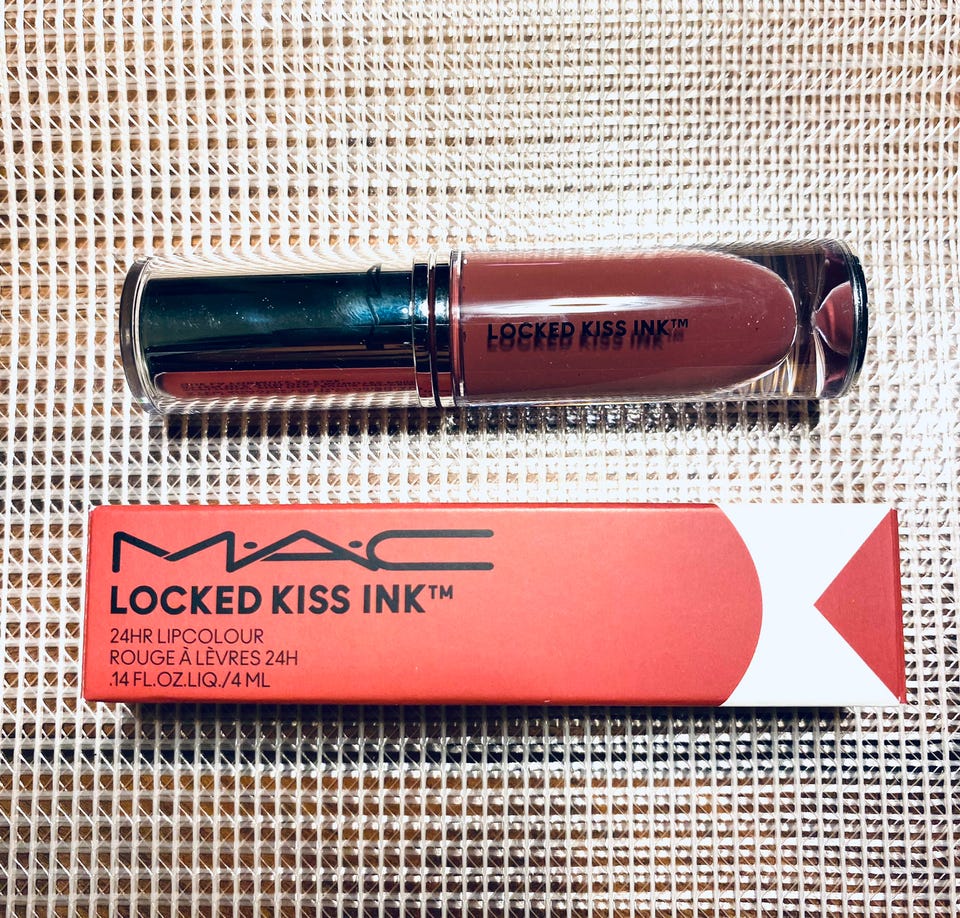 LOCKED KISS INK™
M·A·C
LOCKED KISS INK™
24HR LIPCOLOUR
ROUGE À LÈVRES 24H
.14 FL.OZ.LIQ./4 ML